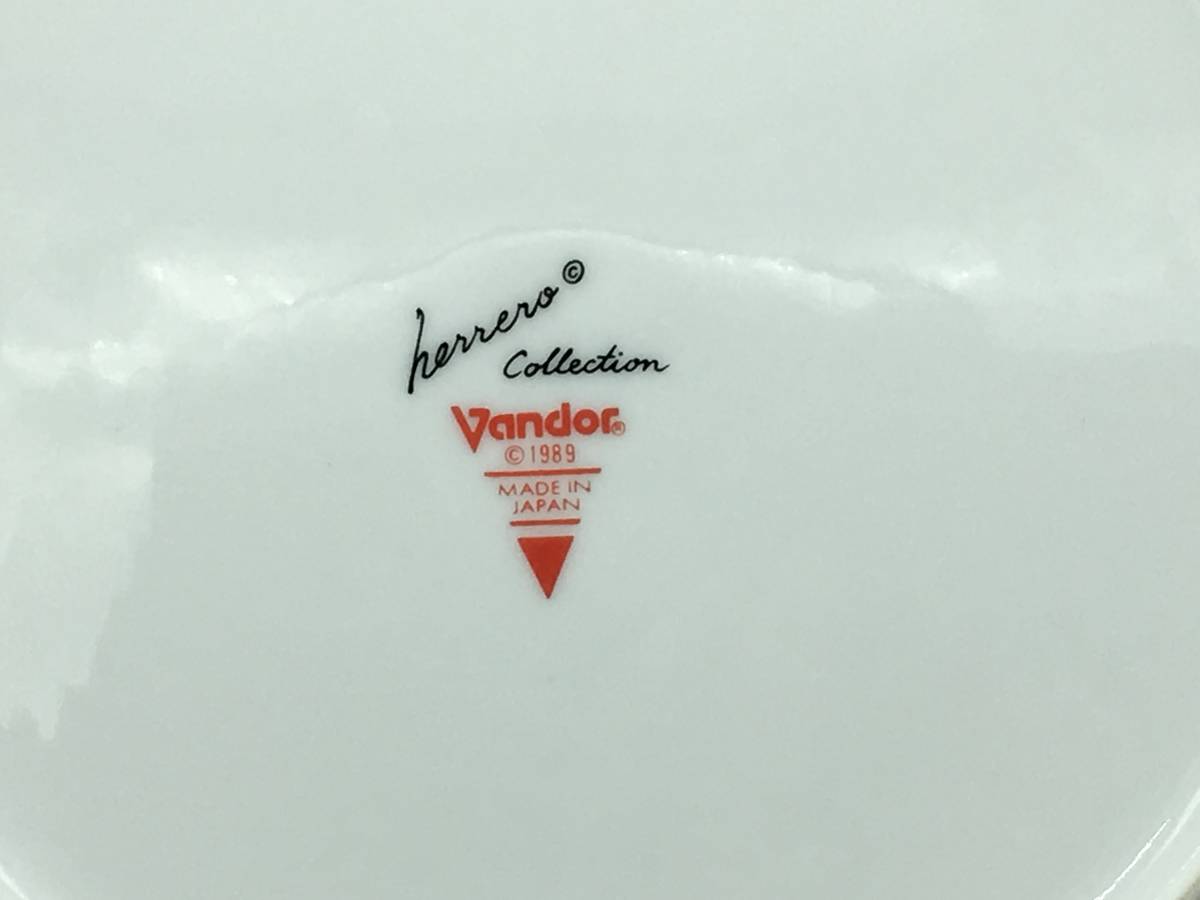 herrero©
Collection
Vandor®
©1989
MADE IN
JAPAN